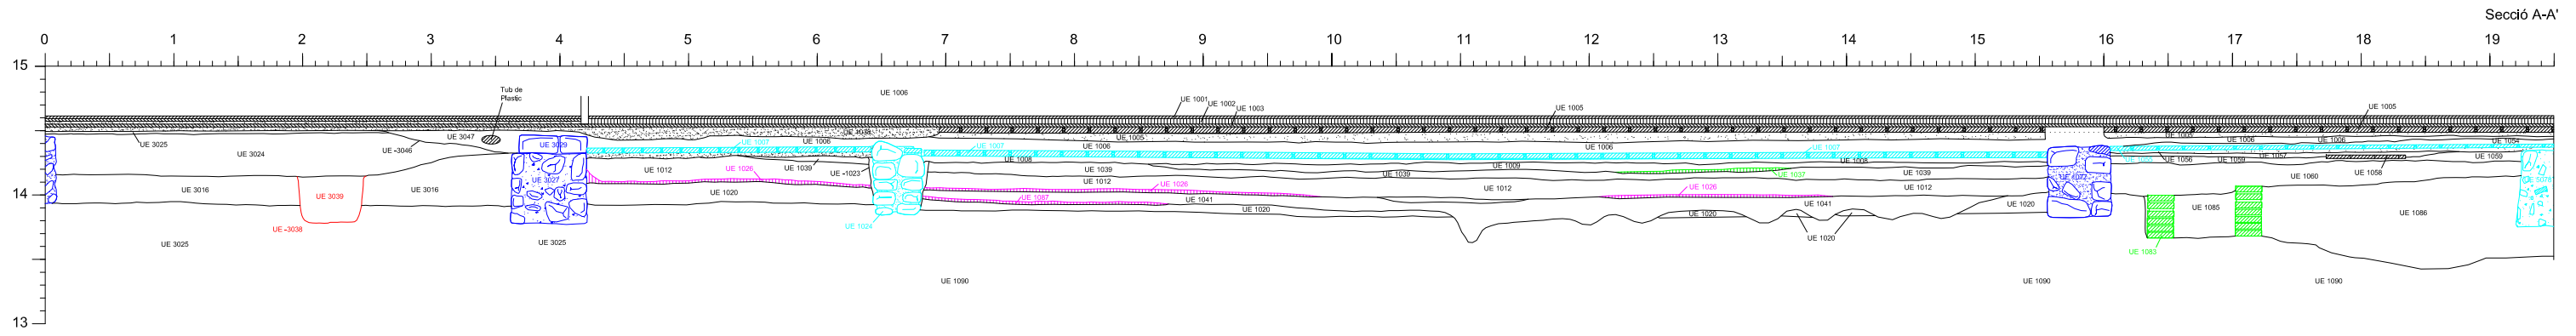 Secció A-A'
0 1 2 3 4 5 6 7 8 9 10 11 12 13 14 15 16 17 18 19
15
Tub de
Plastic
UE 1006
UE 1001
UE 1002
UE 1003
UE 1005
UE 1005
UE 3047
UE 1005
UE 1005
UE 3025
UE -3046
UE 3029
UE 1007
UE 1006
UE 1007
UE 1006
UE 1006
UE 1007
UE 1006
UE 1006
UE 1054
UE 3024
UE 1008
UE 1008
UE 1056
UE 1059
UE 1057
UE 1059
UE 1012
UE 1026
UE 1039
UE -1023
UE 1039
UE 1039
UE 1009
UE 1037
UE 1039
UE 1058
UE 3027
UE 1060
14
UE 3016
UE 3039
UE 3016
UE 1020
UE 1012
UE 1026
UE 1012
UE 1026
UE 1012
UE 1087
UE 1041
UE 1020
UE 1020
UE 1041
UE 1020
UE 1085
UE 1086
UE -3038
UE 1024
UE 1020
UE 3025
UE 3025
UE 1083
UE 1090
UE 1090
UE 1090
13